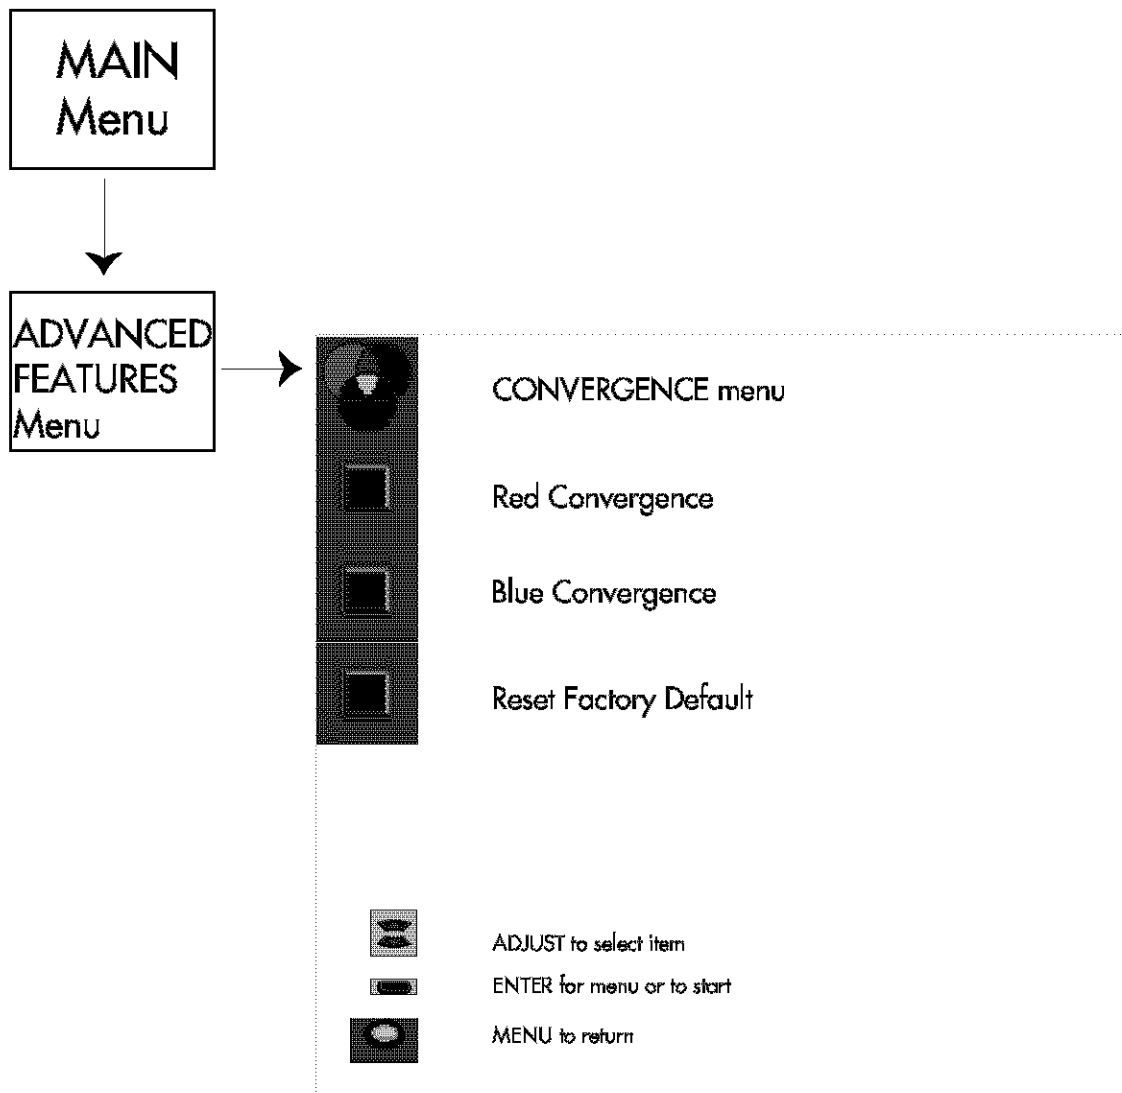 MAIN
Menu
ADVANCED
FEATURES
Menu
CONVERGENCE menu
Red Convergence
Blue Convergence
Reset Factory Default
ADJUST to select item
ENTER for menu or to start
MENU to return